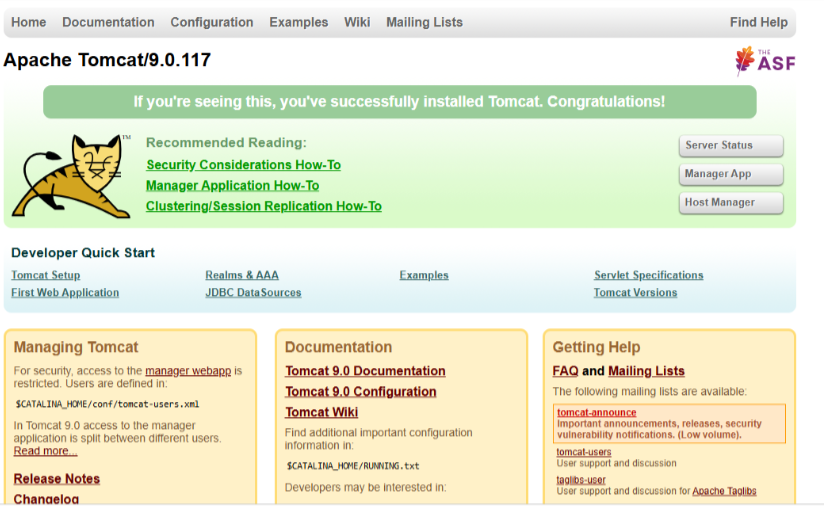 Home Documentation Configuration Examples Wiki Mailing Lists Find Help
Apache Tomcat/9.0.117
THE
ASF
If you're seeing this, you've successfully installed Tomcat. Congratulations!
TM
Recommended Reading:
Security Considerations How-To
Manager Application How-To
Clustering/Session Replication How-To
Server Status
Manager App
Host Manager
Developer Quick Start
Tomcat Setup
First Web Application
Realms & AAA
JDBC DataSources
Examples
Servlet Specifications
Tomcat Versions
Managing Tomcat
For security, access to the manager webapp is
restricted. Users are defined in:
$CATALINA_HOME/conf/tomcat-users.xml
In Tomcat 9.0 access to the manager
application is split between different users.
Read more...
Release Notes
Changelog
Documentation
Tomcat 9.0 Documentation
Tomcat 9.0 Configuration
Tomcat Wiki
Find additional important configuration
information in:
$CATALINA_HOME/RUNNING.txt
Developers may be interested in:
Getting Help
FAQ and Mailing Lists
The following mailing lists are available:
tomcat-announce
Important announcements, releases, security
vulnerability notifications. (Low volume).
tomcat-users
User support and discussion
taglibs-user
User support and discussion for Apache Taglibs